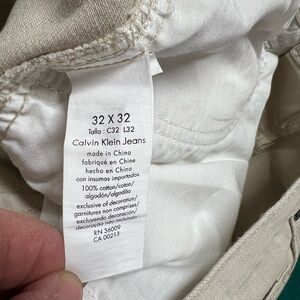 32 X 32
Talla : C32 L32
Calvin Klein Jeans
made in China
fabriqué en Chine
hecho en China
con insumos importados
100% cotton/coton/
algodón/algodão
exclusive of decoration/
garnitures non comprises/
excluyendo decoración/
decoração não incluída
RN 36009
CA 00213